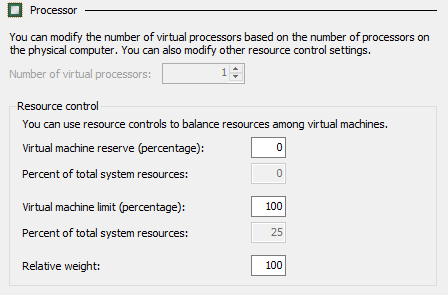 Processor
You can modify the number of virtual processors based on the number of processors on
the physical computer. You can also modify other resource control settings.
Number of virtual processors: 1
Resource control
You can use resource controls to balance resources among virtual machines.
Virtual machine reserve (percentage): 0
Percent of total system resources: 0
Virtual machine limit (percentage): 100
Percent of total system resources: 25
Relative weight: 100